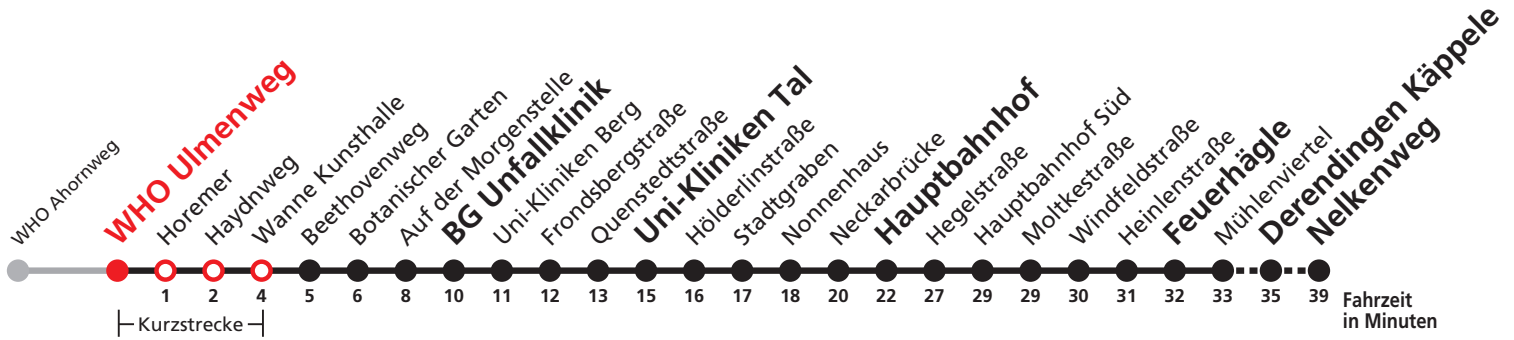 WHO Ahornweg
WHO Ulmenweg
Horemer
Haydnweg
Wanne Kunsthalle
Beethovenweg
Botanischer Garten
Auf der Morgenstelle
BG Unfallklinik
Uni-Kliniken Berg
Frondsbergstraße
Quenstedtstraße
Uni-Kliniken Tal
Hölderlinstraße
Stadtgraben
Nonnenhaus
Neckarbrücke
Hauptbahnhof
Hegelstraße
Hauptbahnhof Süd
Moltkestraße
Windfeldstraße
Heinlenstraße
Feuerhägle
Mühlenviertel
Derendingen Käppele
Nelkenweg
1 2 4 5 6 8 10 11 12 13 15 16 17 18 20 22 27 29 29 30 31 32 33 35 39 Fahrzeit
in Minuten
Kurzstrecke